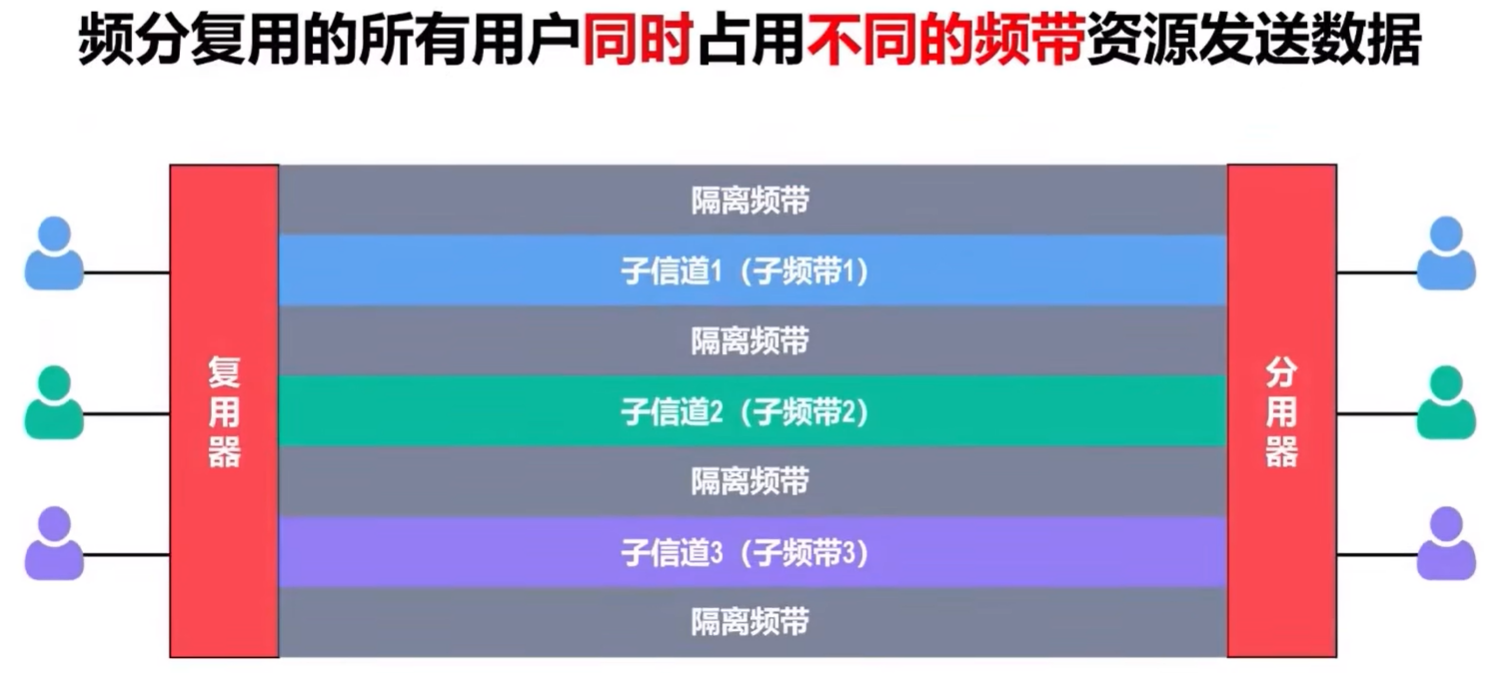 频分复用的所有用户同时占用不同的频带资源发送数据
隔离频带
子信道1（子频带1）
隔离频带
复用器
子信道2（子频带2）
分用器
隔离频带
子信道3（子频带3）
隔离频带